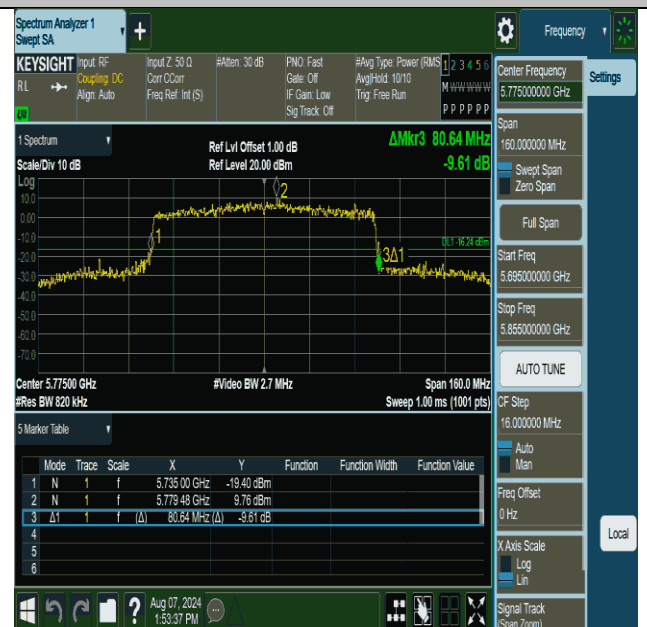 Spectrum Analyzer 1
Swept SA
+
Frequency
KEYSIGHT
RL
LXI
Input: RF
Coupling: DC
Align: Auto
Input Z: 50 Ω
Corr CCorr
Freq Ref: Int (S)
#Atten: 30 dB
PNO: Fast
Gate: Off
IF Gain: Low
Sig Track: Off
#Avg Type: Power (RMS
Avg|Hold: 10/10
Trig: Free Run
1 2 3 4 5 6
M W W W W W
P P P P P P
Center Frequency
5.775000000 GHz
Settings
Span
160.000000 MHz
Swept Span
Zero Span
Full Span
Start Freq
5.695000000 GHz
Stop Freq
5.855000000 GHz
AUTO TUNE
CF Step
16.000000 MHz
Auto
Man
Freq Offset
0 Hz
X Axis Scale
Log
Lin
Signal Track
(Span Zoom)
Local
1 Spectrum
Scale/Div 10 dB
Ref Lvl Offset 1.00 dB
Ref Level 20.00 dBm
ΔMkr3 80.64 MHz
-9.61 dB
Log
10.0
0.00
-10.0
-20.0
-30.0
-40.0
-50.0
-60.0
-70.0
1
2
3Δ1
DL1 -16.24 dBm
Center 5.77500 GHz
#Video BW 2.7 MHz
Span 160.0 MHz
#Res BW 820 kHz
Sweep 1.00 ms (1001 pts)
5 Marker Table
Mode Trace Scale X Y Function Function Width Function Value
1 N 1 f 5.735 00 GHz -19.40 dBm
2 N 1 f 5.779 48 GHz 9.76 dBm
3 Δ1 1 f (Δ) 80.64 MHz (Δ) -9.61 dB
4
5
6
?
Aug 07, 2024
1:53:37 PM